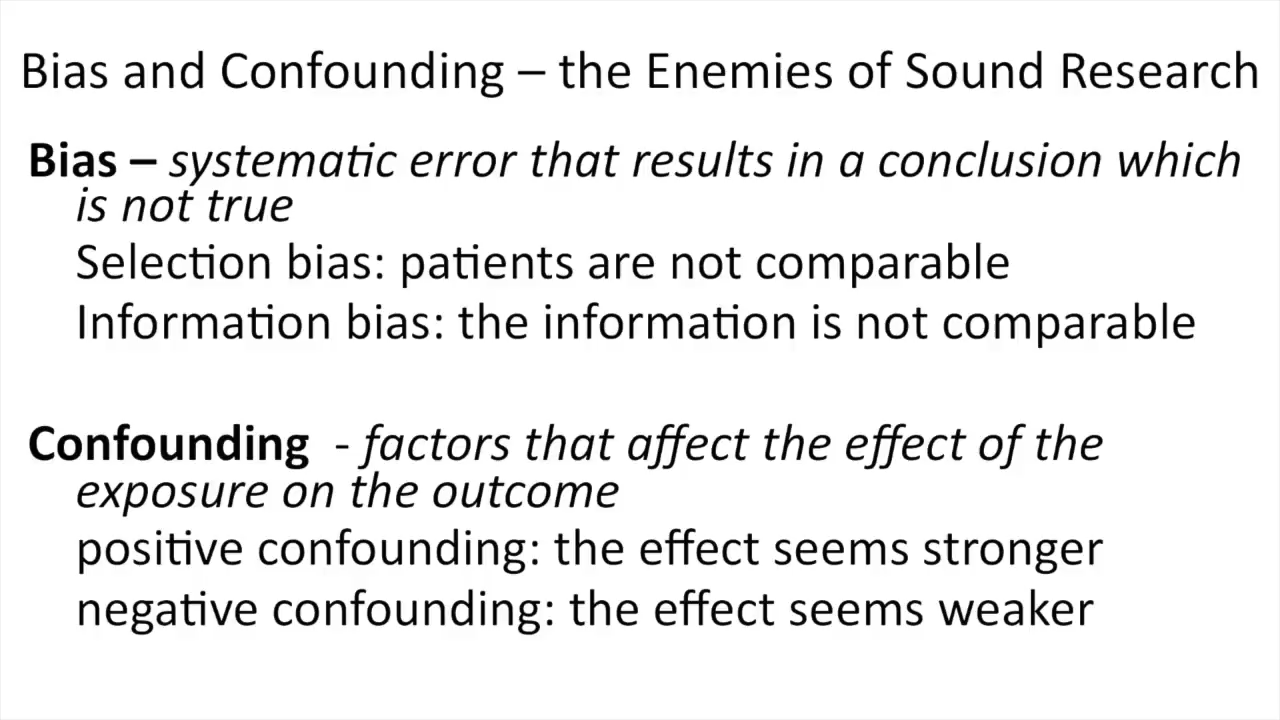 Bias and Confounding – the Enemies of Sound Research
Bias – systematic error that results in a conclusion which
is not true
Selection bias: patients are not comparable
Information bias: the information is not comparable
Confounding - factors that affect the effect of the
exposure on the outcome
positive confounding: the effect seems stronger
negative confounding: the effect seems weaker